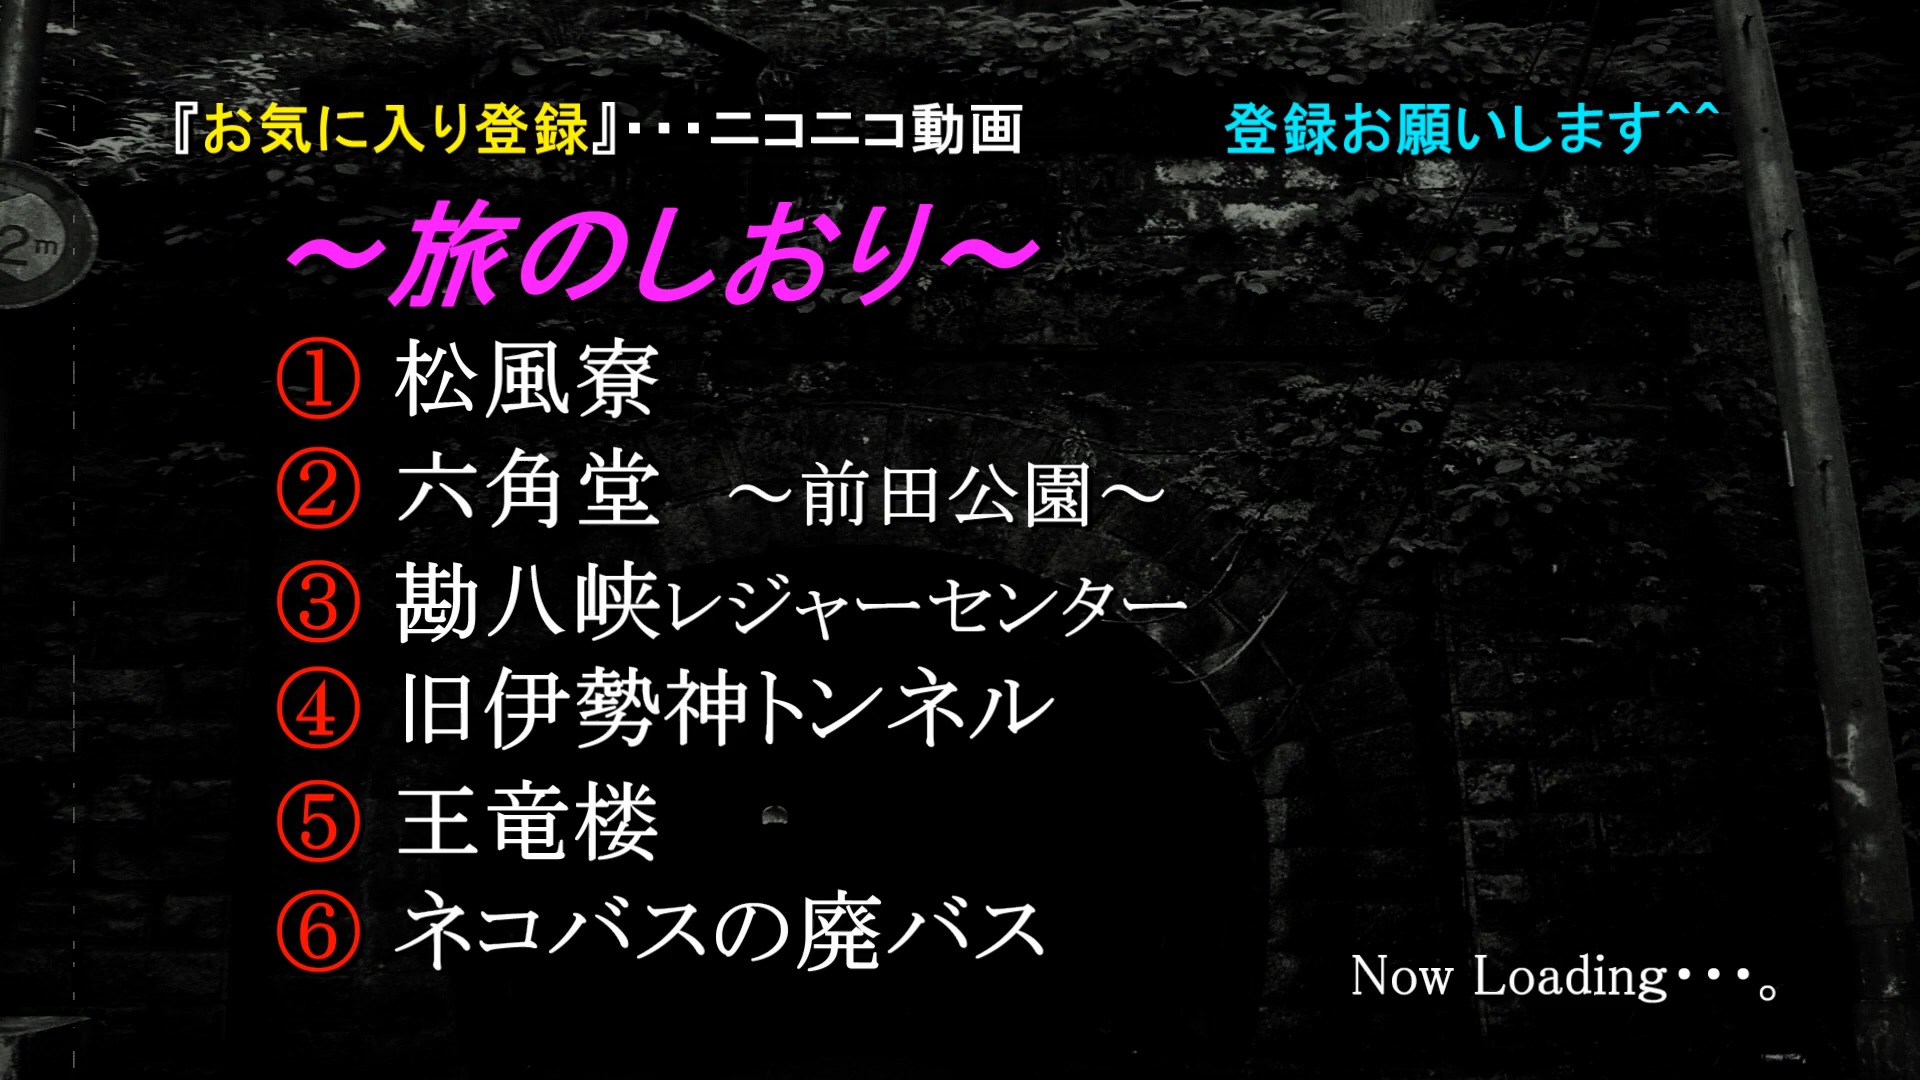 『お気に入り登録』・・・ニコニコ動画　登録お願いします^^
～旅のしおり～
① 松風寮
② 六角堂　～前田公園～
③ 勘八峡レジャーセンター
④ 旧伊勢神トンネル
⑤ 王竜楼
⑥ ネコバスの廃バス
Now Loading・・・。
2m